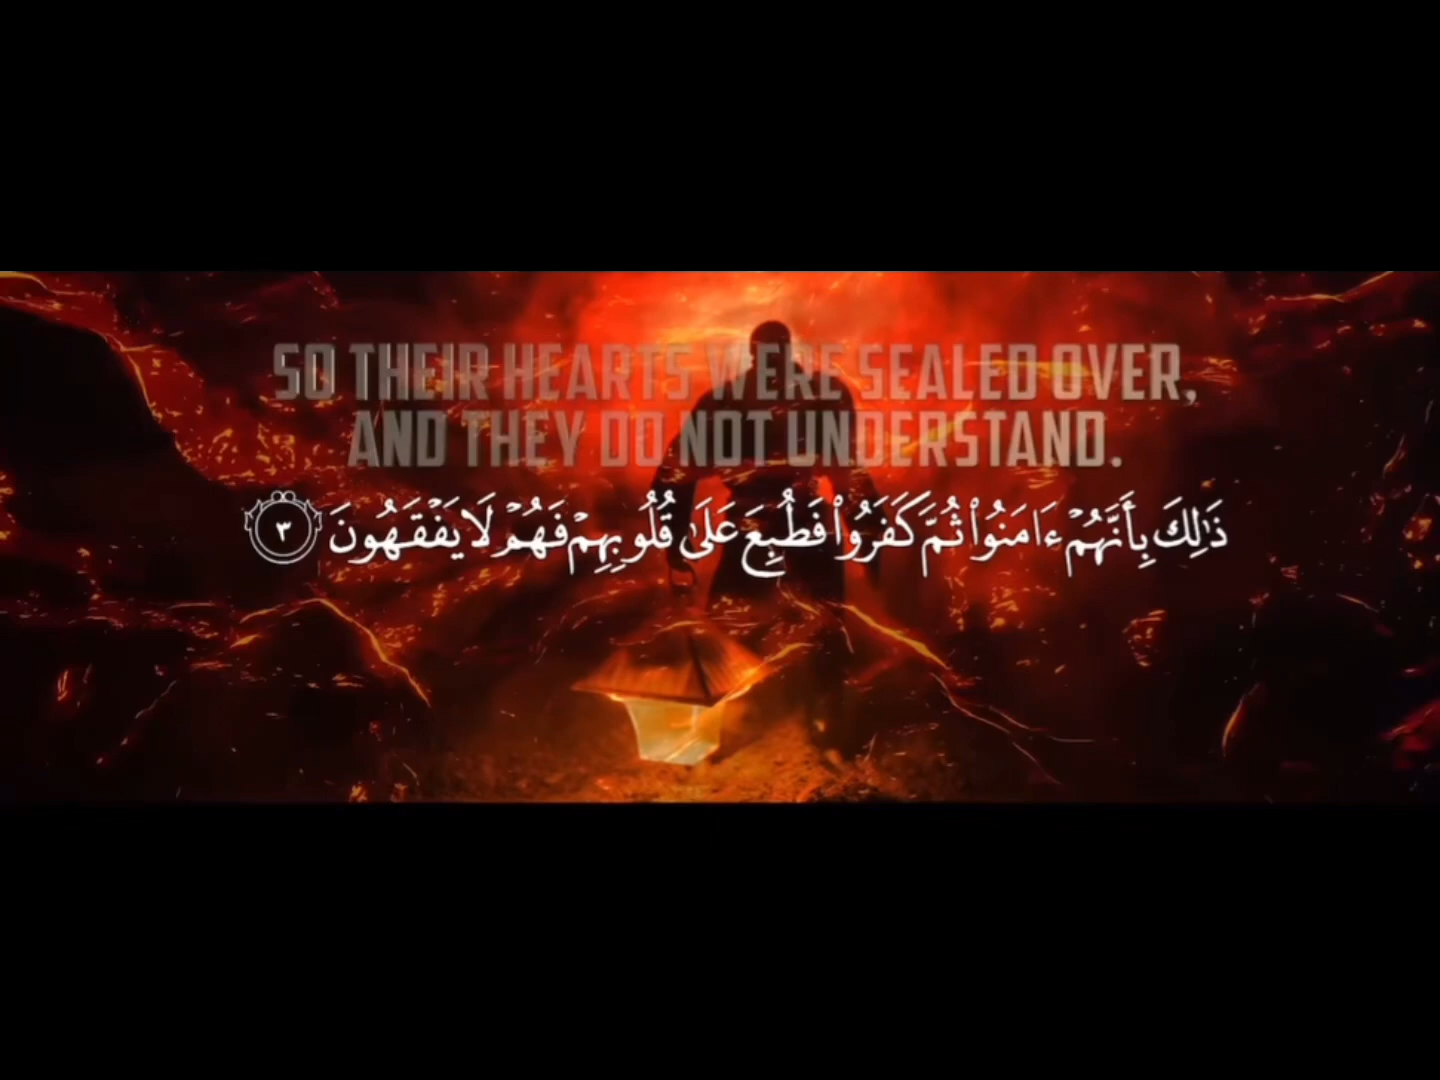 SO THEIR HEARTS WERE SEALED OVER,
AND THEY DO NOT UNDERSTAND.
ذَٰلِكَ بِأَنَّهُمْ ءَامَنُوا۟ ثُمَّ كَفَرُوا۟ فَطُبِعَ عَلَىٰ قُلُوبِهِمْ فَهُمْ لَا يَفْقَهُونَ ٣